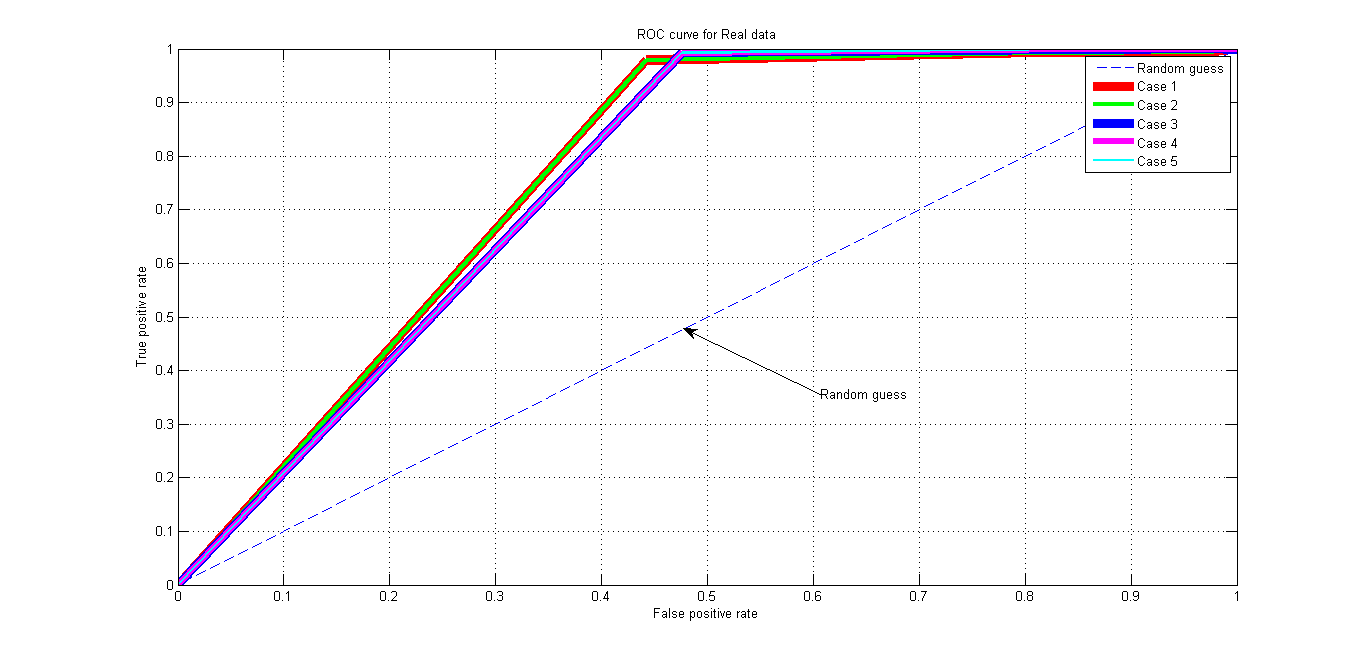 ROC curve for Real data
1
0.9
0.8
0.7
0.6
0.5
0.4
0.3
0.2
0.1
0
True positive rate
Random guess
Case 1
Case 2
Case 3
Case 4
Case 5
Random guess
0
0.1
0.2
0.3
0.4
0.5
0.6
0.7
0.8
0.9
1
False positive rate